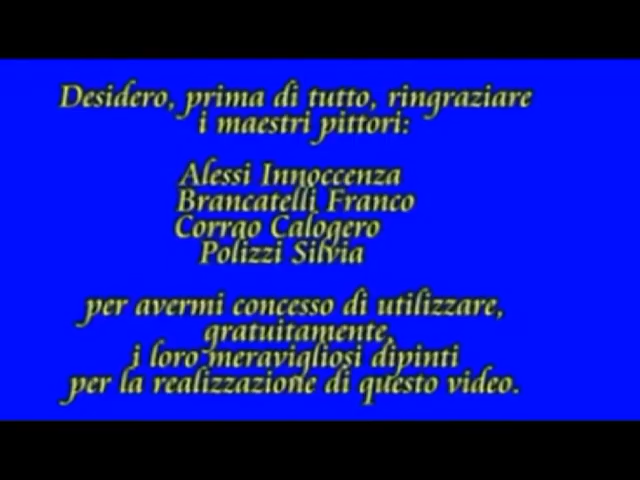 Desidero, prima di tutto, ringraziare
i maestri pittori:
Alessi Innoccenza
Brancatelli Franco
Corrao Calogero
Polizzi Silvia
per avermi concesso di utilizzare,
gratuitamente,
i loro meravigliosi dipinti
per la realizzazione di questo video.